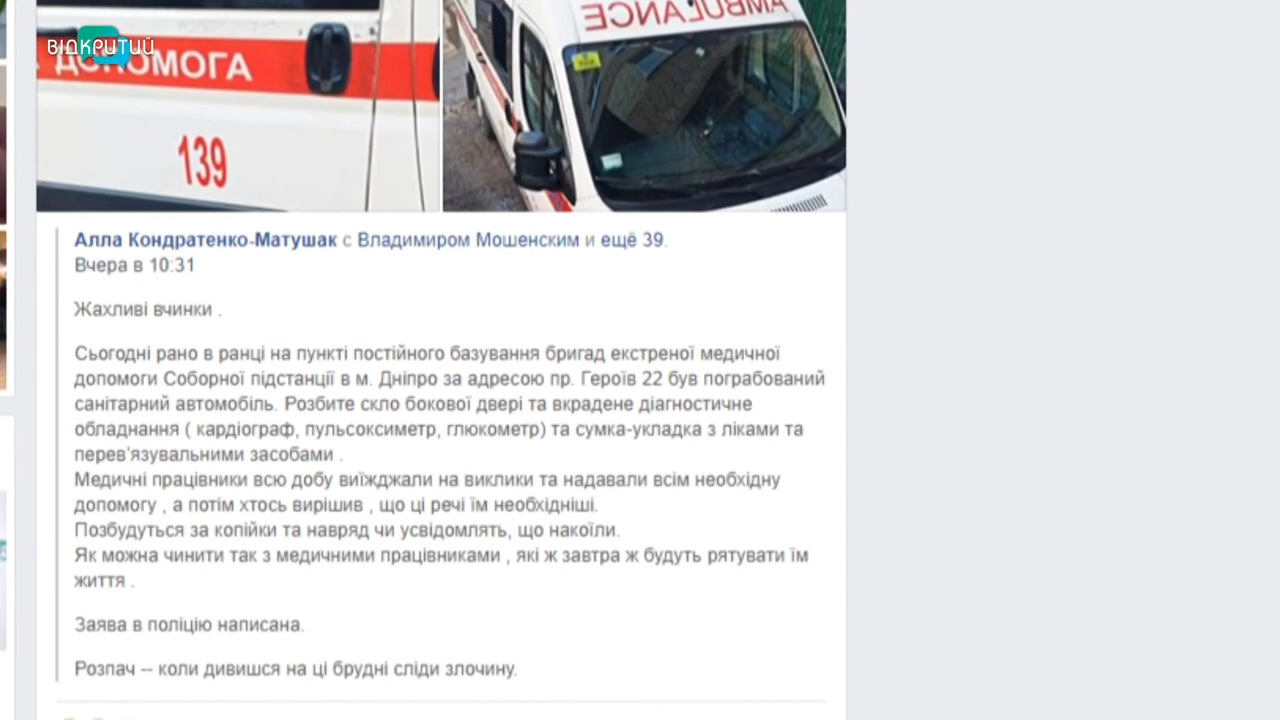 ВІДКРИТИЙ
ДОПОМОГА
139
AMBULANCE
Алла Кондратенко-Матушак с Владимиром Мошенским и ещё 39.
Вчера в 10:31
Жахливі вчинки .
Сьогодні рано в ранці на пункті постійного базування бригад екстреної медичної
допомоги Соборної підстанції в м. Дніпро за адресою пр. Героїв 22 був пограбований
санітарний автомобіль. Розбите скло бокової двері та вкрадене діагностичне
обладнання ( кардіограф, пульсоксиметр, глюкометр) та сумка-укладка з ліками та
перев'язувальними засобами .
Медичні працівники всю добу виїжджали на виклики та надавали всім необхідну
допомогу , а потім хтось вирішив , що ці речі їм необхідніші.
Позбудуться за копійки та навряд чи усвідомлять, що накоїли.
Як можна чинити так з медичними працівниками , які ж завтра ж будуть рятувати їм
життя .
Заява в поліцію написана.
Розпач -- коли дивишся на ці брудні сліди злочину.